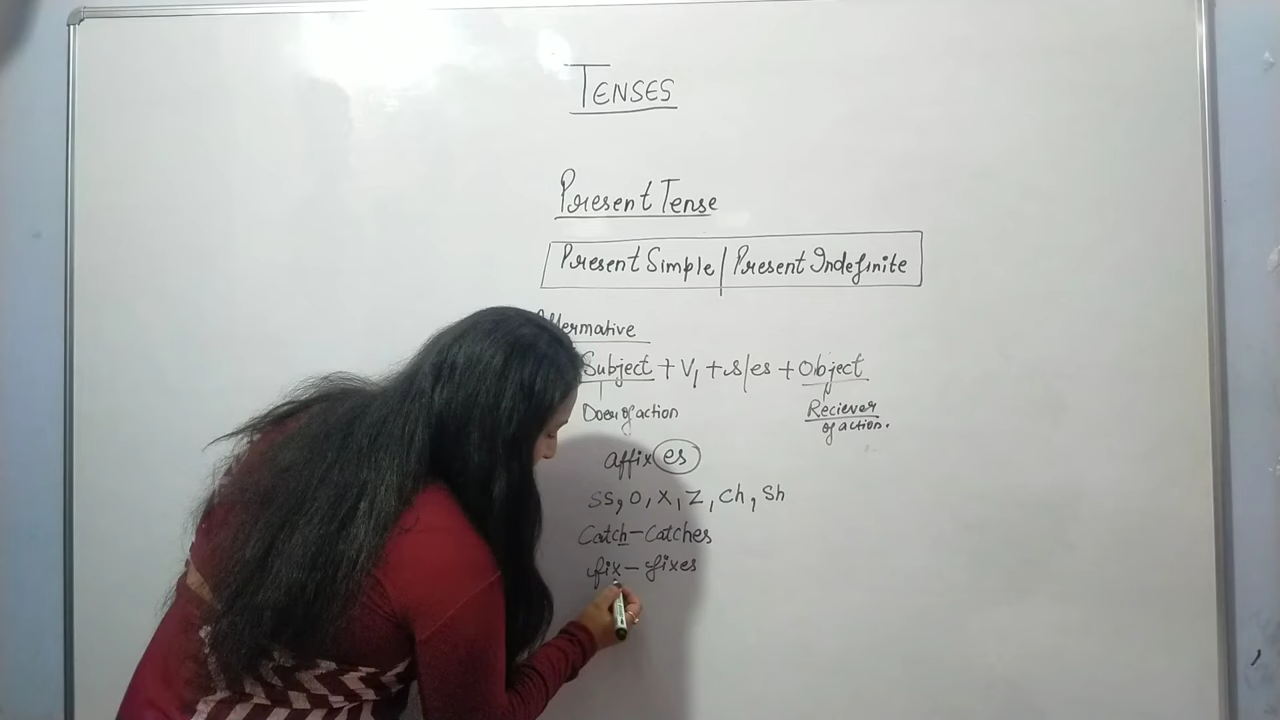 TENSES
Present Tense
Present Simple | Present Indefinite
Subject + V1 + s/es + Object
Doer of action
Reciever
of action.
affix es
ss, o, x, z, ch, sh
Catch - Catches
fix - fixes